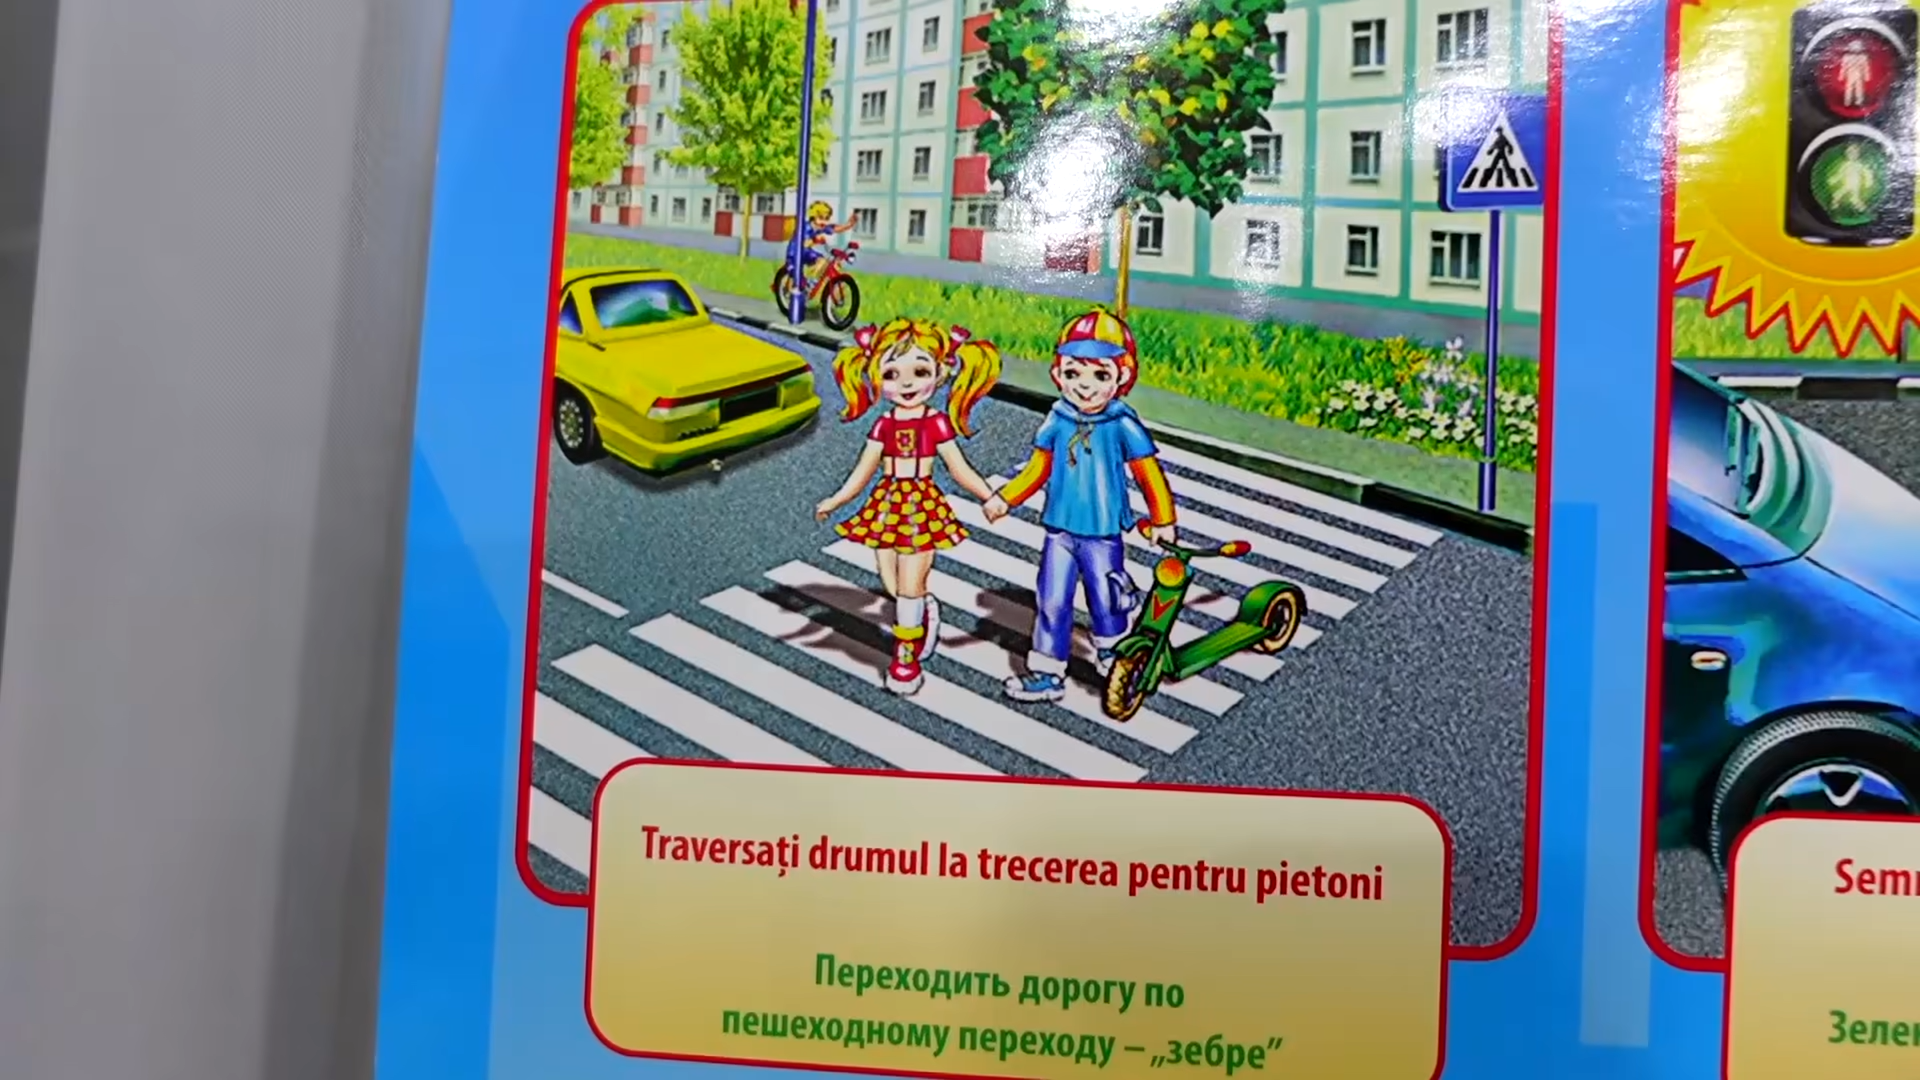 Traversați drumul la trecerea pentru pietoni
Переходить дорогу по
пешеходному переходу – „зебре”